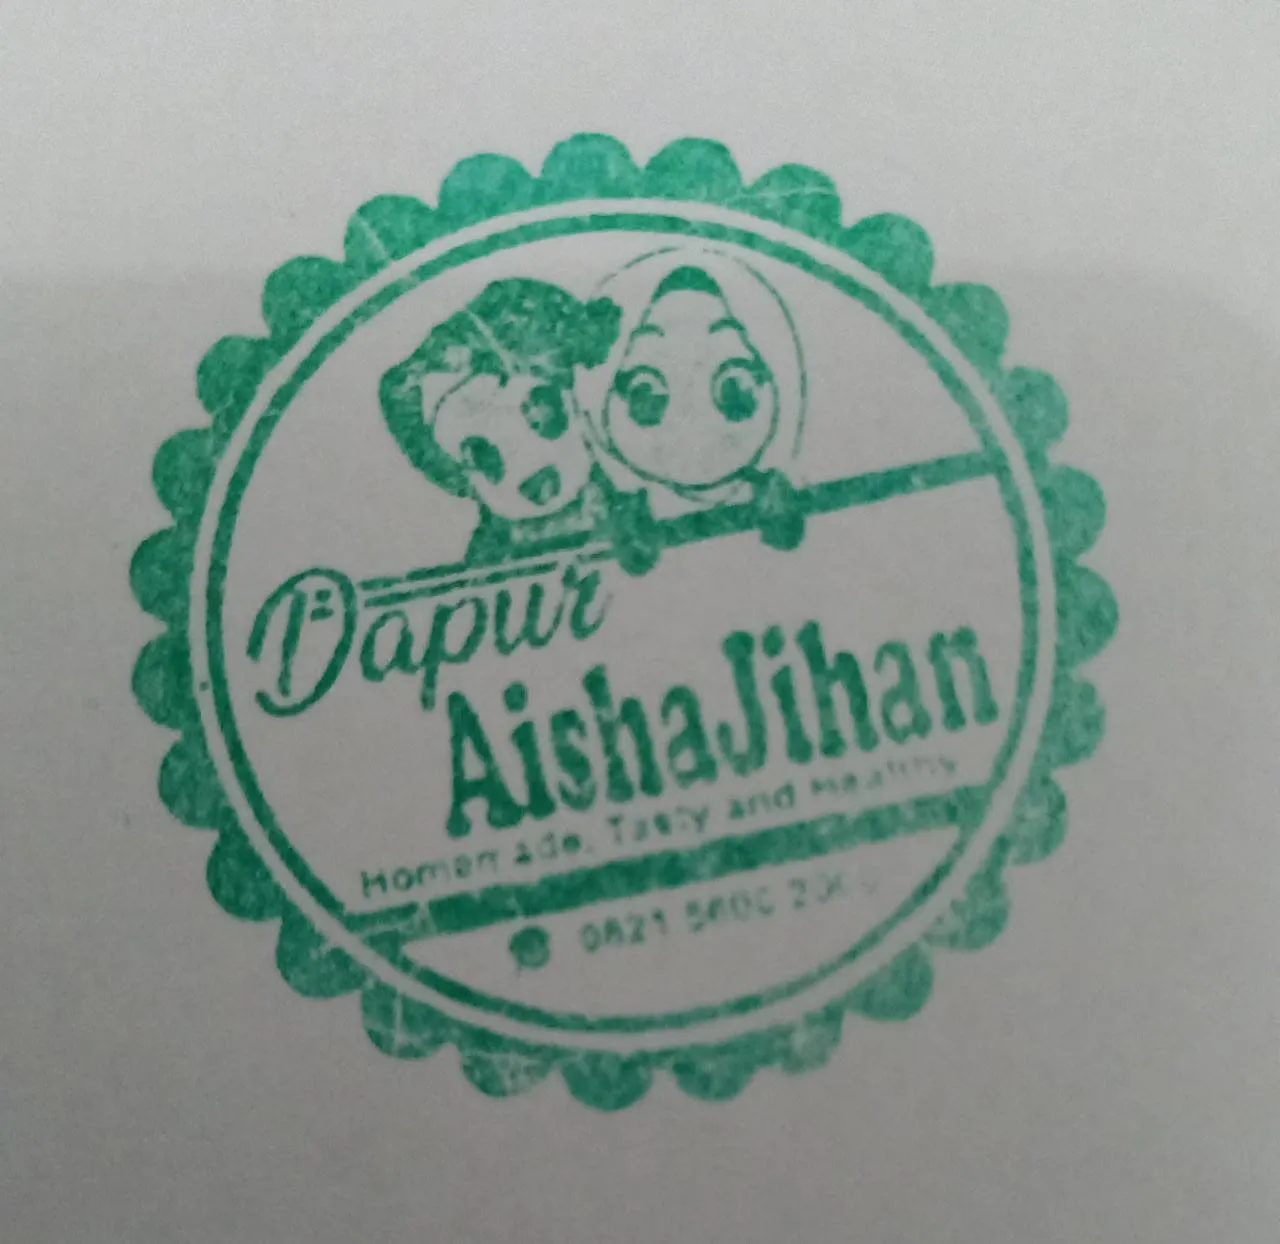 Dapur
AishaJihan
Homemade, Tasty and Healthy
0821